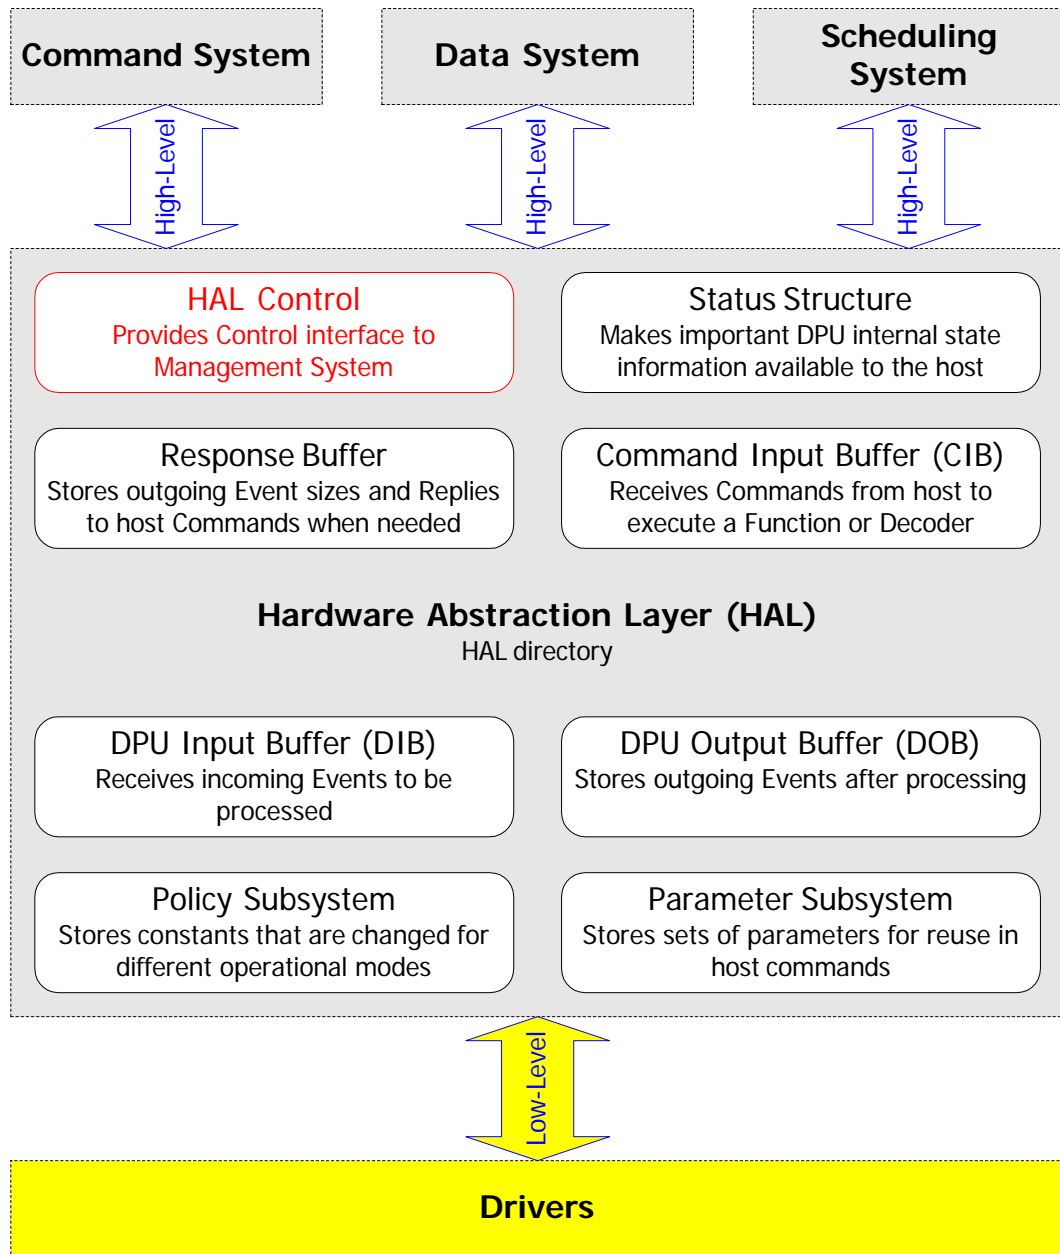 Command System
Data System
Scheduling
System
High-Level
High-Level
High-Level
HAL Control
Provides Control interface to
Management System
Status Structure
Makes important DPU internal state
information available to the host
Response Buffer
Stores outgoing Event sizes and Replies
to host Commands when needed
Command Input Buffer (CIB)
Receives Commands from host to
execute a Function or Decoder
Hardware Abstraction Layer (HAL)
HAL directory
DPU Input Buffer (DIB)
Receives incoming Events to be
processed
DPU Output Buffer (DOB)
Stores outgoing Events after processing
Policy Subsystem
Stores constants that are changed for
different operational modes
Parameter Subsystem
Stores sets of parameters for reuse in
host commands
Low-Level
Drivers